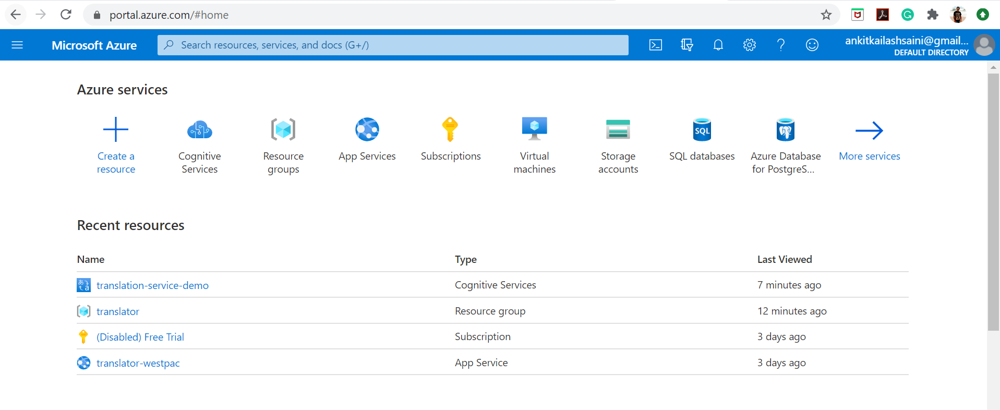 portal.azure.com/#home
Microsoft Azure
Search resources, services, and docs (G+/)
ankitkailashsaini@gmail...
DEFAULT DIRECTORY
Azure services
Create a
resource
Cognitive
Services
Resource
groups
App Services
Subscriptions
Virtual
machines
Storage
accounts
SQL
SQL databases
Azure Database
for PostgreS...
More services
Recent resources
Name Type Last Viewed
translation-service-demo Cognitive Services 7 minutes ago
translator Resource group 12 minutes ago
(Disabled) Free Trial Subscription 3 days ago
translator-westpac App Service 3 days ago